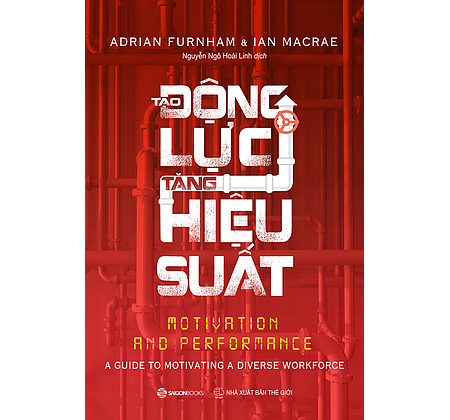 ADRIAN FURNHAM & IAN MACRAE
Nguyễn Ngô Hoài Linh dịch
TẠO ĐỘNG
LỰC
TĂNG
HIỆU
SUẤT
MOTIVATION
AND PERFORMANCE
A GUIDE TO MOTIVATING A DIVERSE WORKFORCE
SAIGONBOOKS NHÀ XUẤT BẢN THẾ GIỚI